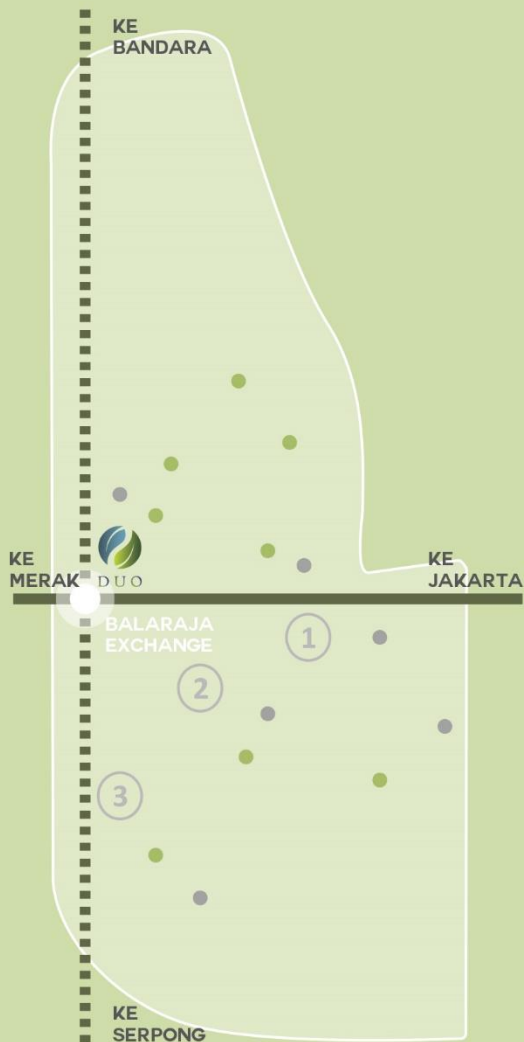 KE
BANDARA
KE
MERAK
DUO
KE
JAKARTA
BALARAJA
EXCHANGE
1
2
3
KE
SERPONG